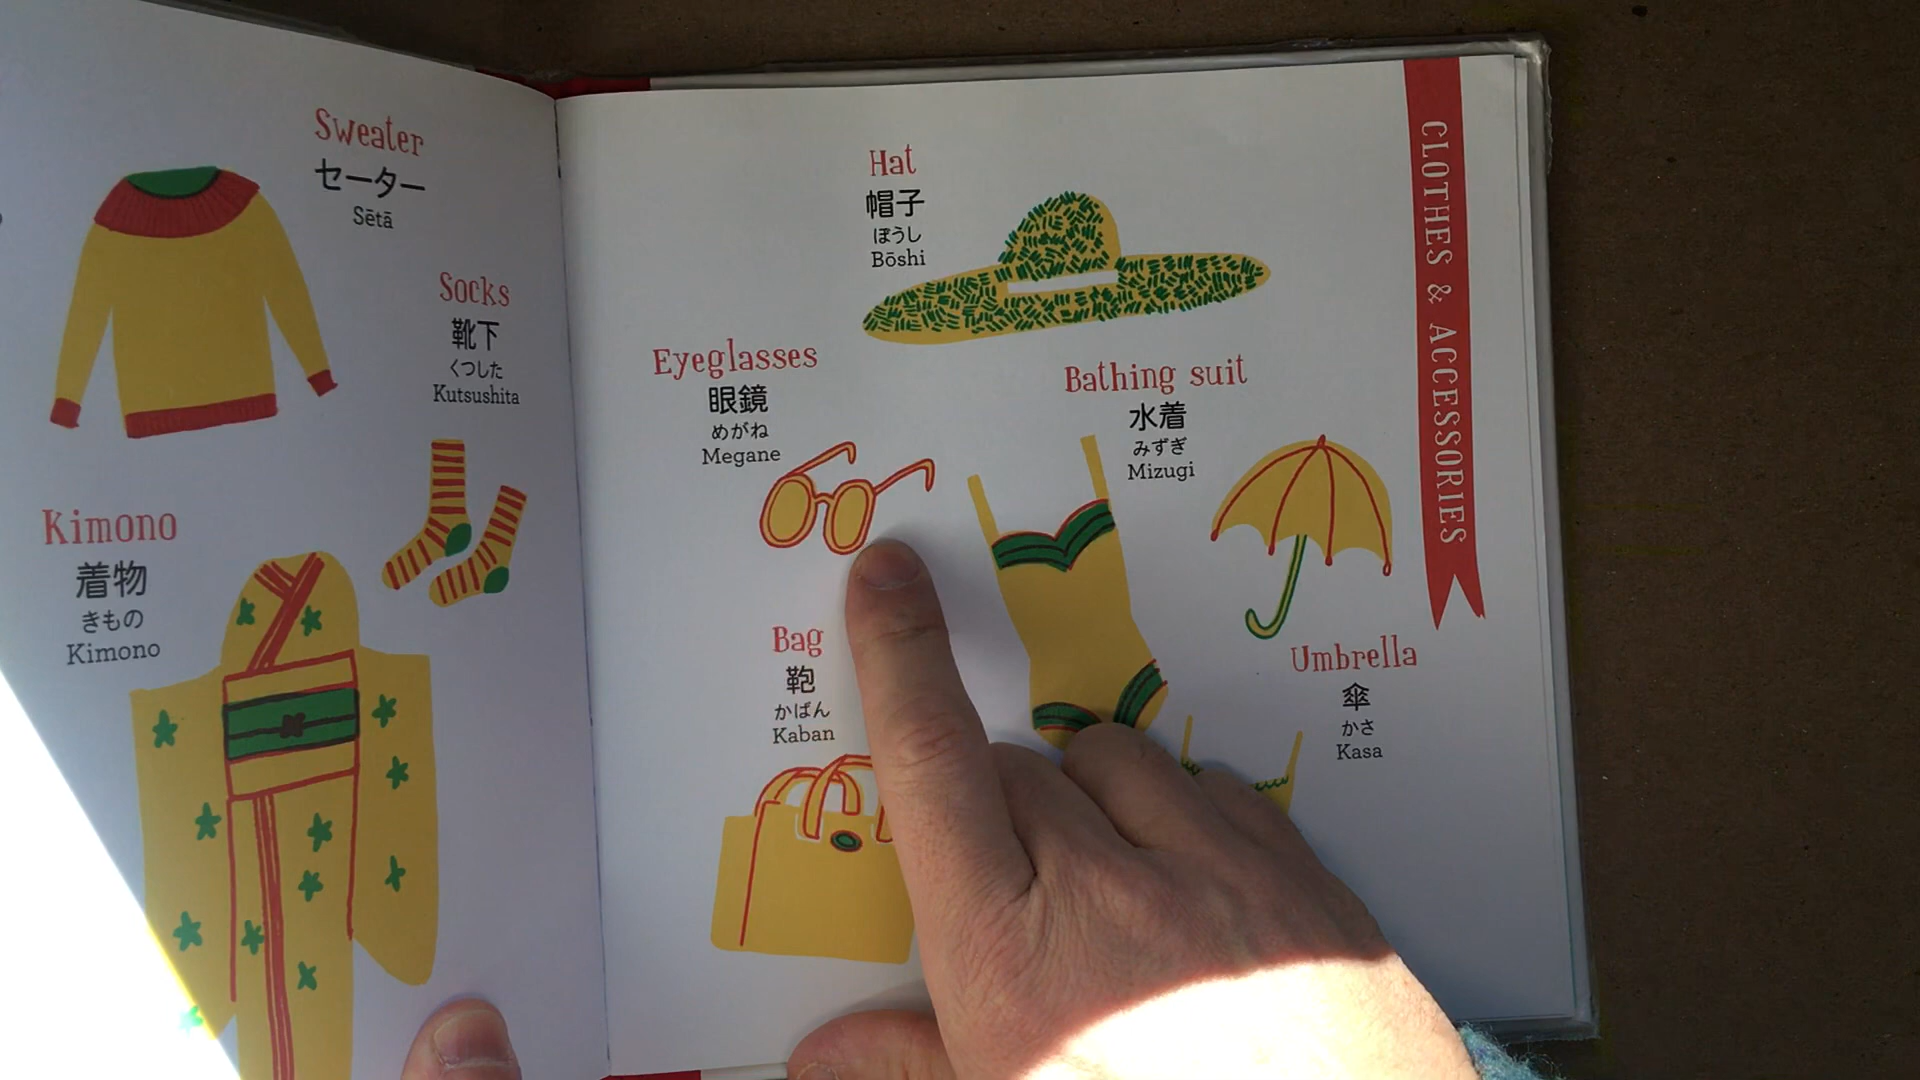 Sweater
セーター
Sētā
Socks
靴下
くつした
Kutsushita
Kimono
着物
きもの
Kimono
Hat
帽子
ぼうし
Bōshi
Eyeglasses
眼鏡
めがね
Megane
Bathing suit
水着
みずぎ
Mizugi
Bag
鞄
かばん
Kaban
Umbrella
傘
かさ
Kasa
CLOTHES & ACCESSORIES